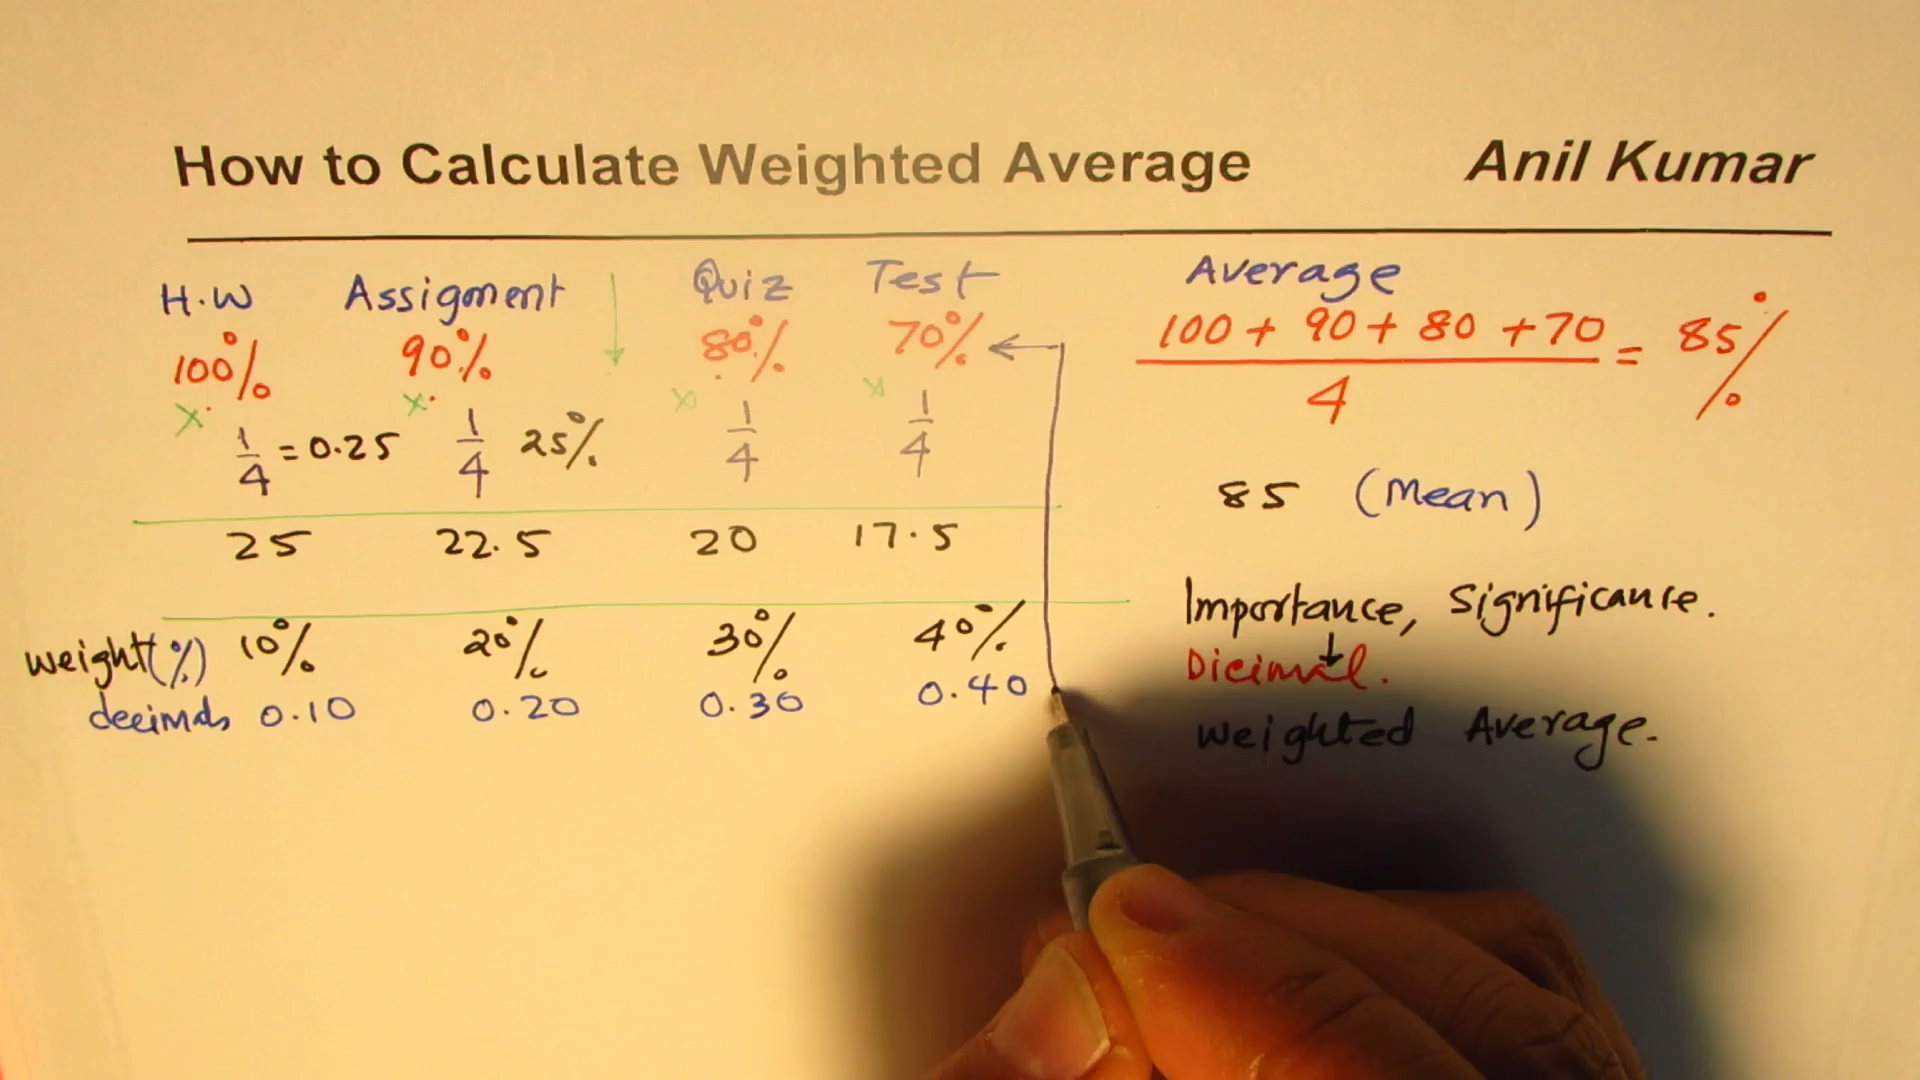 How to Calculate Weighted Average Anil Kumar
H.W Assigment Quiz Test
100% 90% 80% 70%
x x x x
1/4 = 0.25 1/4 25% 1/4 1/4
25 22.5 20 17.5
weight(%) 10% 20% 30% 40%
decimals 0.10 0.20 0.30 0.40
Average
100 + 90 + 80 + 70
4
= 85%
85 (Mean)
Importance, Significance.
Dicimal.
weighted Average.